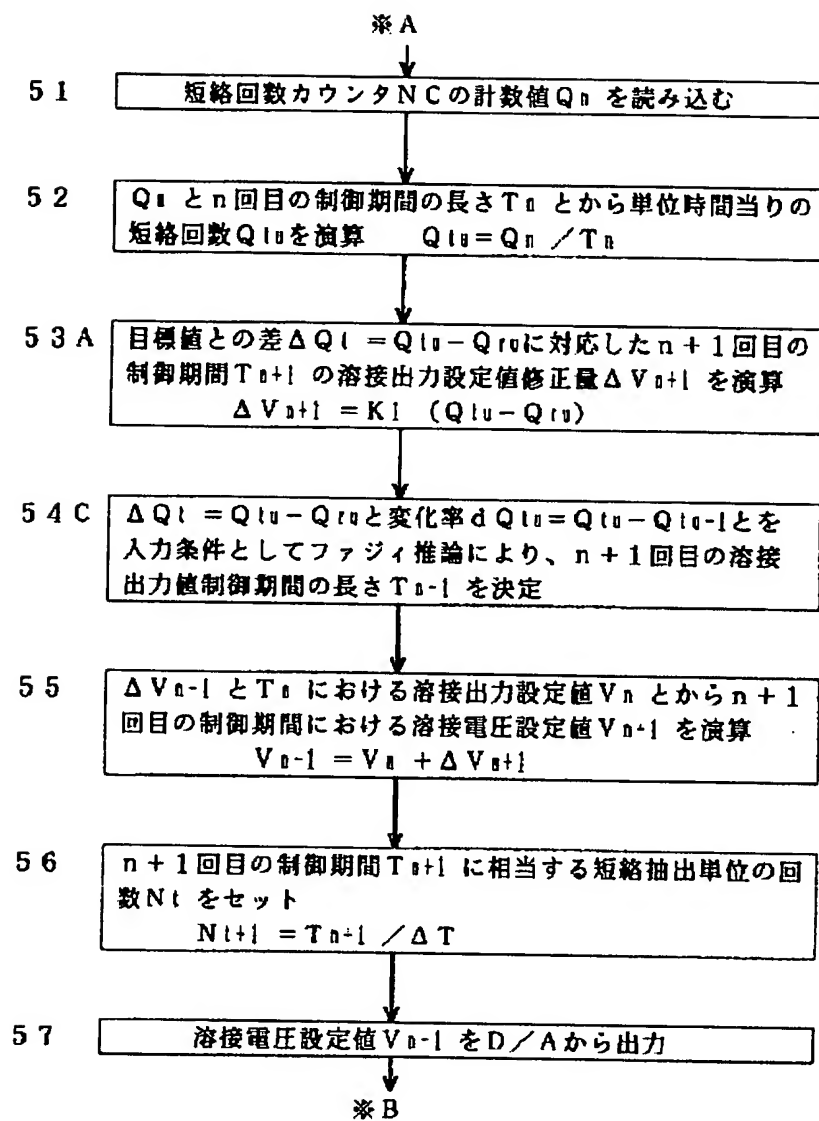 ※A
51 短絡回数カウンタNCの計数値Qn を読み込む
52 Qn とn回目の制御期間の長さTn とから単位時間当りの
短絡回数Qtnを演算 Qtn=Qn /Tn
53A 目標値との差ΔQt =Qtn-Qrnに対応したn+1回目の
制御期間Tn+1 の溶接出力設定値修正量ΔVn+1 を演算
ΔVn+1 =K1 (Qtn-Qrn)
54C ΔQt =Qtn-Qrnと変化率dQtn=Qtn-Qtn-1とを
入力条件としてファジィ推論により、n+1回目の溶接
出力値制御期間の長さTn-1 を決定
55 ΔVn-1 とTn における溶接出力設定値Vn とからn+1
回目の制御期間における溶接電圧設定値Vn+1 を演算
Vn-1 =Vn +ΔVn+1
56 n+1回目の制御期間Tn+1 に相当する短絡抽出単位の回
数Nt をセット
Nt+1 =Tn+1 /ΔT
57 溶接電圧設定値Vn-1 をD/Aから出力
※B